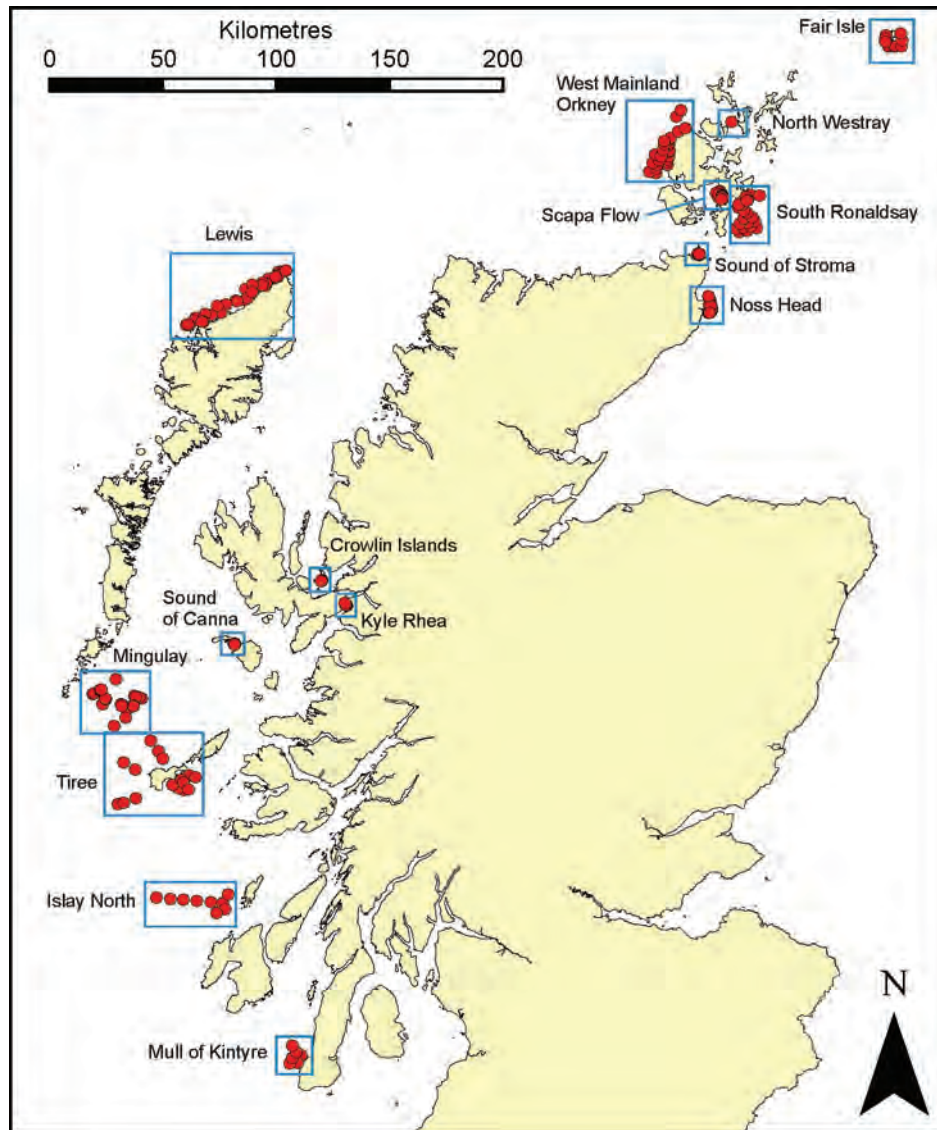 Kilometres
0 50 100 150 200
Fair Isle
West Mainland
Orkney
North Westray
Scapa Flow
South Ronaldsay
Lewis
Sound of Stroma
Noss Head
Crowlin Islands
Sound
of Canna
Kyle Rhea
Mingulay
Tiree
Islay North
N
Mull of Kintyre